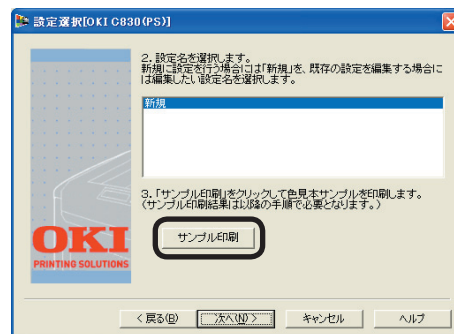 設定選択[OKI C830(PS)]
2. 設定名を選択します。
新規に設定を行う場合には「新規」を、既存の設定を編集する場合に
は編集したい設定名を選択します。
新規
3. 「サンプル印刷」をクリックして色見本サンプルを印刷します。
(サンプル印刷結果は以降の手順で必要となります。)
サンプル印刷
OKI
PRINTING SOLUTIONS
< 戻る(B)
次へ(N) >
キャンセル
ヘルプ